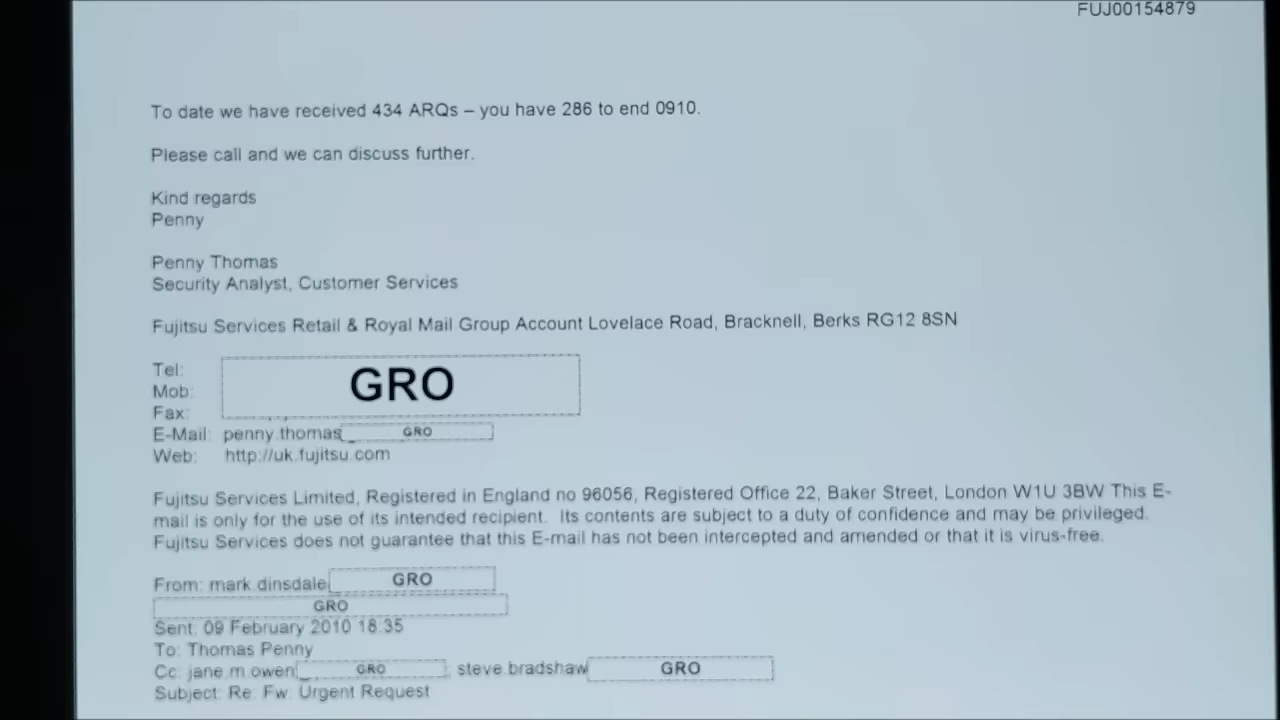 FUJ00154879
To date we have received 434 ARQs – you have 286 to end 0910.
Please call and we can discuss further.
Kind regards
Penny
Penny Thomas
Security Analyst, Customer Services
Fujitsu Services Retail & Royal Mail Group Account Lovelace Road, Bracknell, Berks RG12 8SN
Tel:
Mob:
GRO
Fax:
E-Mail: penny.thomas GRO
Web: http://uk.fujitsu.com
Fujitsu Services Limited, Registered in England no 96056, Registered Office 22, Baker Street, London W1U 3BW This E-
mail is only for the use of its intended recipient. Its contents are subject to a duty of confidence and may be privileged.
Fujitsu Services does not guarantee that this E-mail has not been intercepted and amended or that it is virus-free.
From: mark.dinsdale GRO
GRO
Sent: 09 February 2010 18:35
To: Thomas Penny
Cc: jane.m.owen GRO ; steve.bradshaw GRO
Subject: Re: Fw: Urgent Request